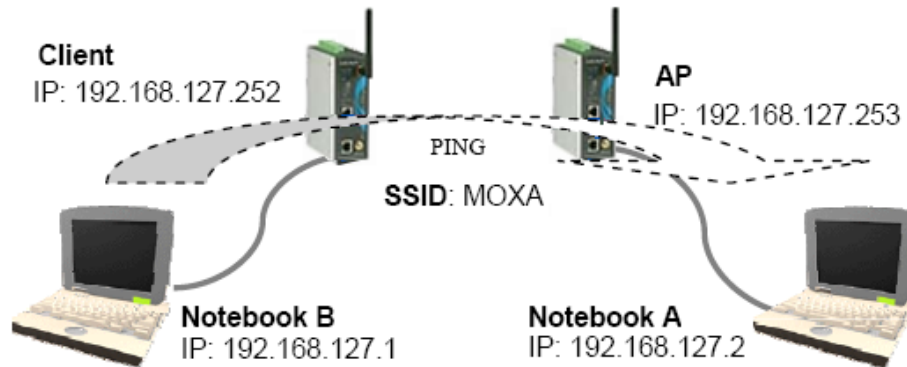 Client
IP: 192.168.127.252
AP
IP: 192.168.127.253
PING
SSID: MOXA
Notebook B
IP: 192.168.127.1
Notebook A
IP: 192.168.127.2